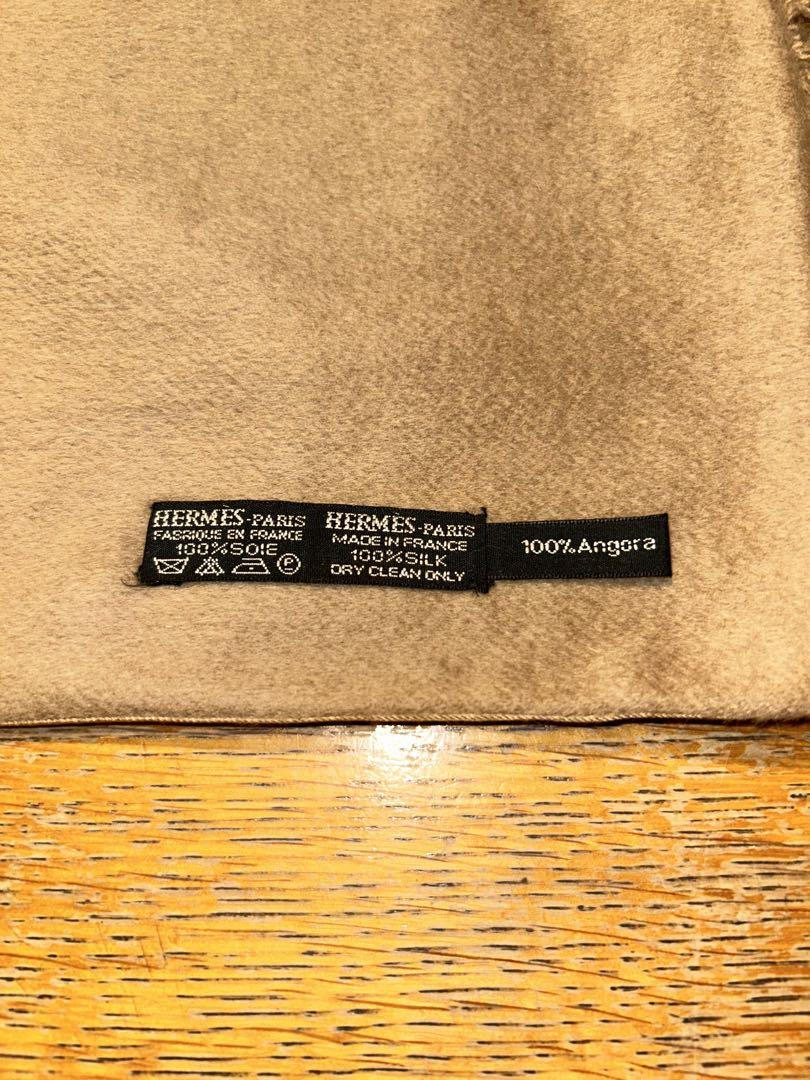 HERMÈS-PARIS
FABRIQUE EN FRANCE
100%SOIE
P
HERMÈS-PARIS
MADE IN FRANCE
100%SILK
DRY CLEAN ONLY
100%Angora